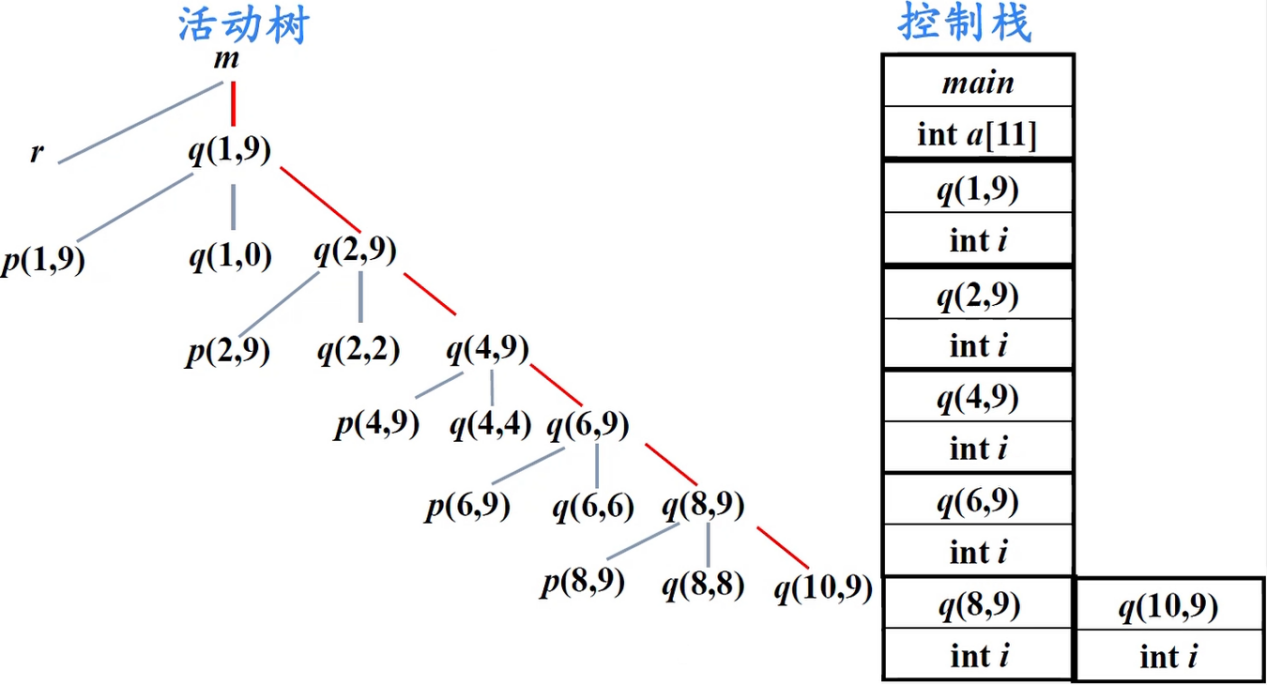 活动树
m
r
q(1,9)
p(1,9)
q(1,0)
q(2,9)
p(2,9)
q(2,2)
q(4,9)
p(4,9)
q(4,4)
q(6,9)
p(6,9)
q(6,6)
q(8,9)
p(8,9)
q(8,8)
q(10,9)
控制栈
main
int a[11]
q(1,9)
int i
q(2,9)
int i
q(4,9)
int i
q(6,9)
int i
q(8,9)
int i
q(10,9)
int i